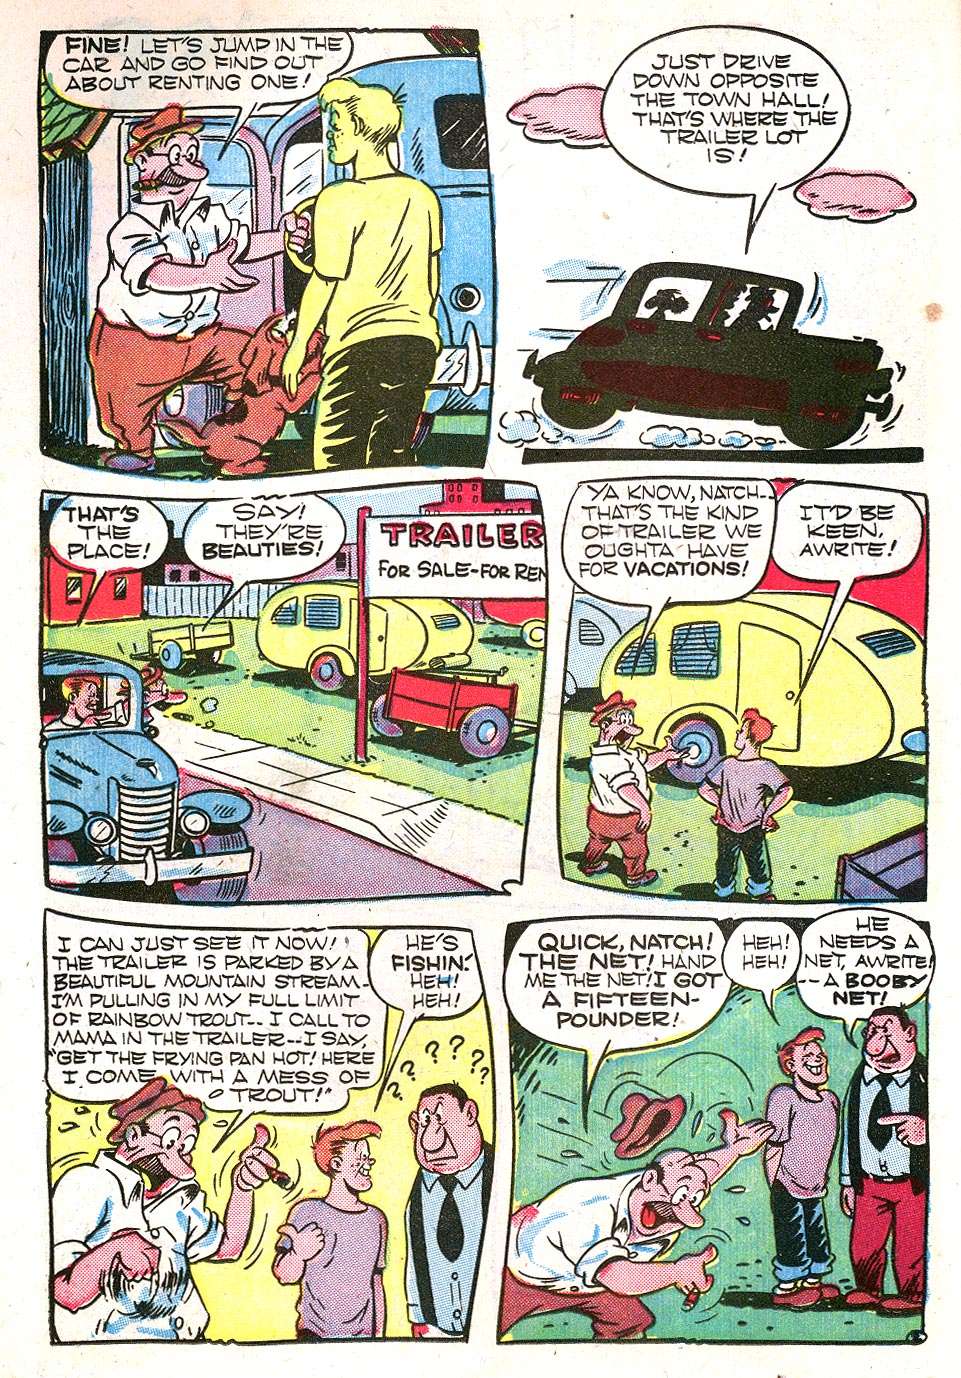 FINE! LET'S JUMP IN THE
CAR AND GO FIND OUT
ABOUT RENTING ONE!
JUST DRIVE
DOWN OPPOSITE
THE TOWN HALL!
THAT'S WHERE THE
TRAILER LOT
IS!
THAT'S
THE
PLACE!
SAY!
THEY'RE
BEAUTIES!
TRAILER
FOR SALE-FOR REN
YA KNOW, NATCH--
THAT'S THE KIND
OF TRAILER WE
OUGHTA HAVE
FOR VACATIONS!
IT'D BE
KEEN,
AWRITE!
I CAN JUST SEE IT NOW!
THE TRAILER IS PARKED BY A
BEAUTIFUL MOUNTAIN STREAM--
I'M PULLING IN MY FULL LIMIT
OF RAINBOW TROUT-- I CALL TO
MAMA IN THE TRAILER--I SAY,
"GET THE FRYING PAN HOT! HERE
I COME, WITH A MESS OF
TROUT!"
HE'S
FISHIN'.
HEH!
HEH!
? ? ? ? ? ?
QUICK, NATCH!
THE NET! HAND
ME THE NET! I GOT
A FIFTEEN-
POUNDER!
HEH!
HEH!
HE
NEEDS A
NET, AWRITE!
--A BOOBY
NET!